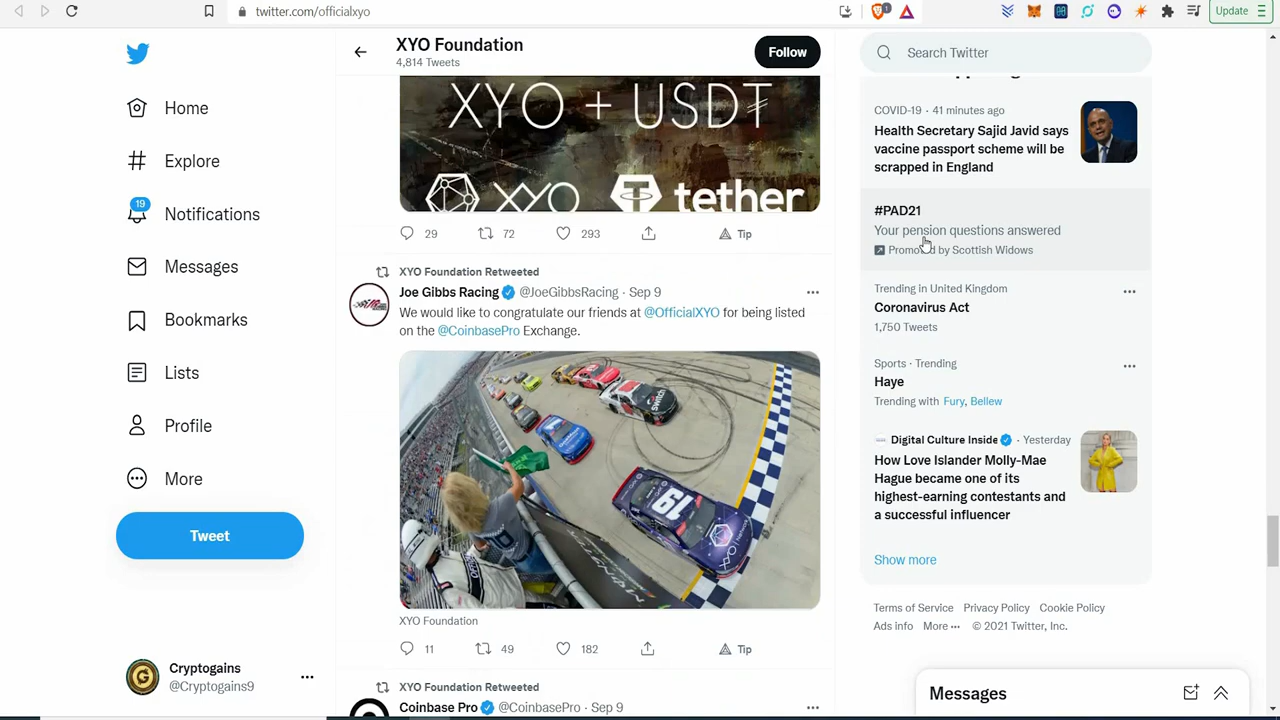 twitter.com/officialxyo
1
Update
Home
Explore
19
Notifications
Messages
Bookmarks
Lists
Profile
More
Tweet
Cryptogains
@Cryptogains9
XYO Foundation
4,814 Tweets
Follow
XYO + USDT
XYO tether
29 72 293 Tip
XYO Foundation Retweeted
Joe Gibbs Racing @JoeGibbsRacing · Sep 9
We would like to congratulate our friends at @OfficialXYO for being listed
on the @CoinbasePro Exchange.
19
XYO
XYO Foundation
11 49 182 Tip
XYO Foundation Retweeted
Coinbase Pro @CoinbasePro · Sep 9
Search Twitter
COVID-19 · 41 minutes ago
Health Secretary Sajid Javid says
vaccine passport scheme will be
scrapped in England
#PAD21
Your pension questions answered
Promoted by Scottish Widows
Trending in United Kingdom
Coronavirus Act
1,750 Tweets
Sports · Trending
Haye
Trending with Fury, Bellew
Digital Culture Inside · Yesterday
How Love Islander Molly-Mae
Hague became one of its
highest-earning contestants and
a successful influencer
Show more
Terms of Service Privacy Policy Cookie Policy
Ads info More © 2021 Twitter, Inc.
Messages